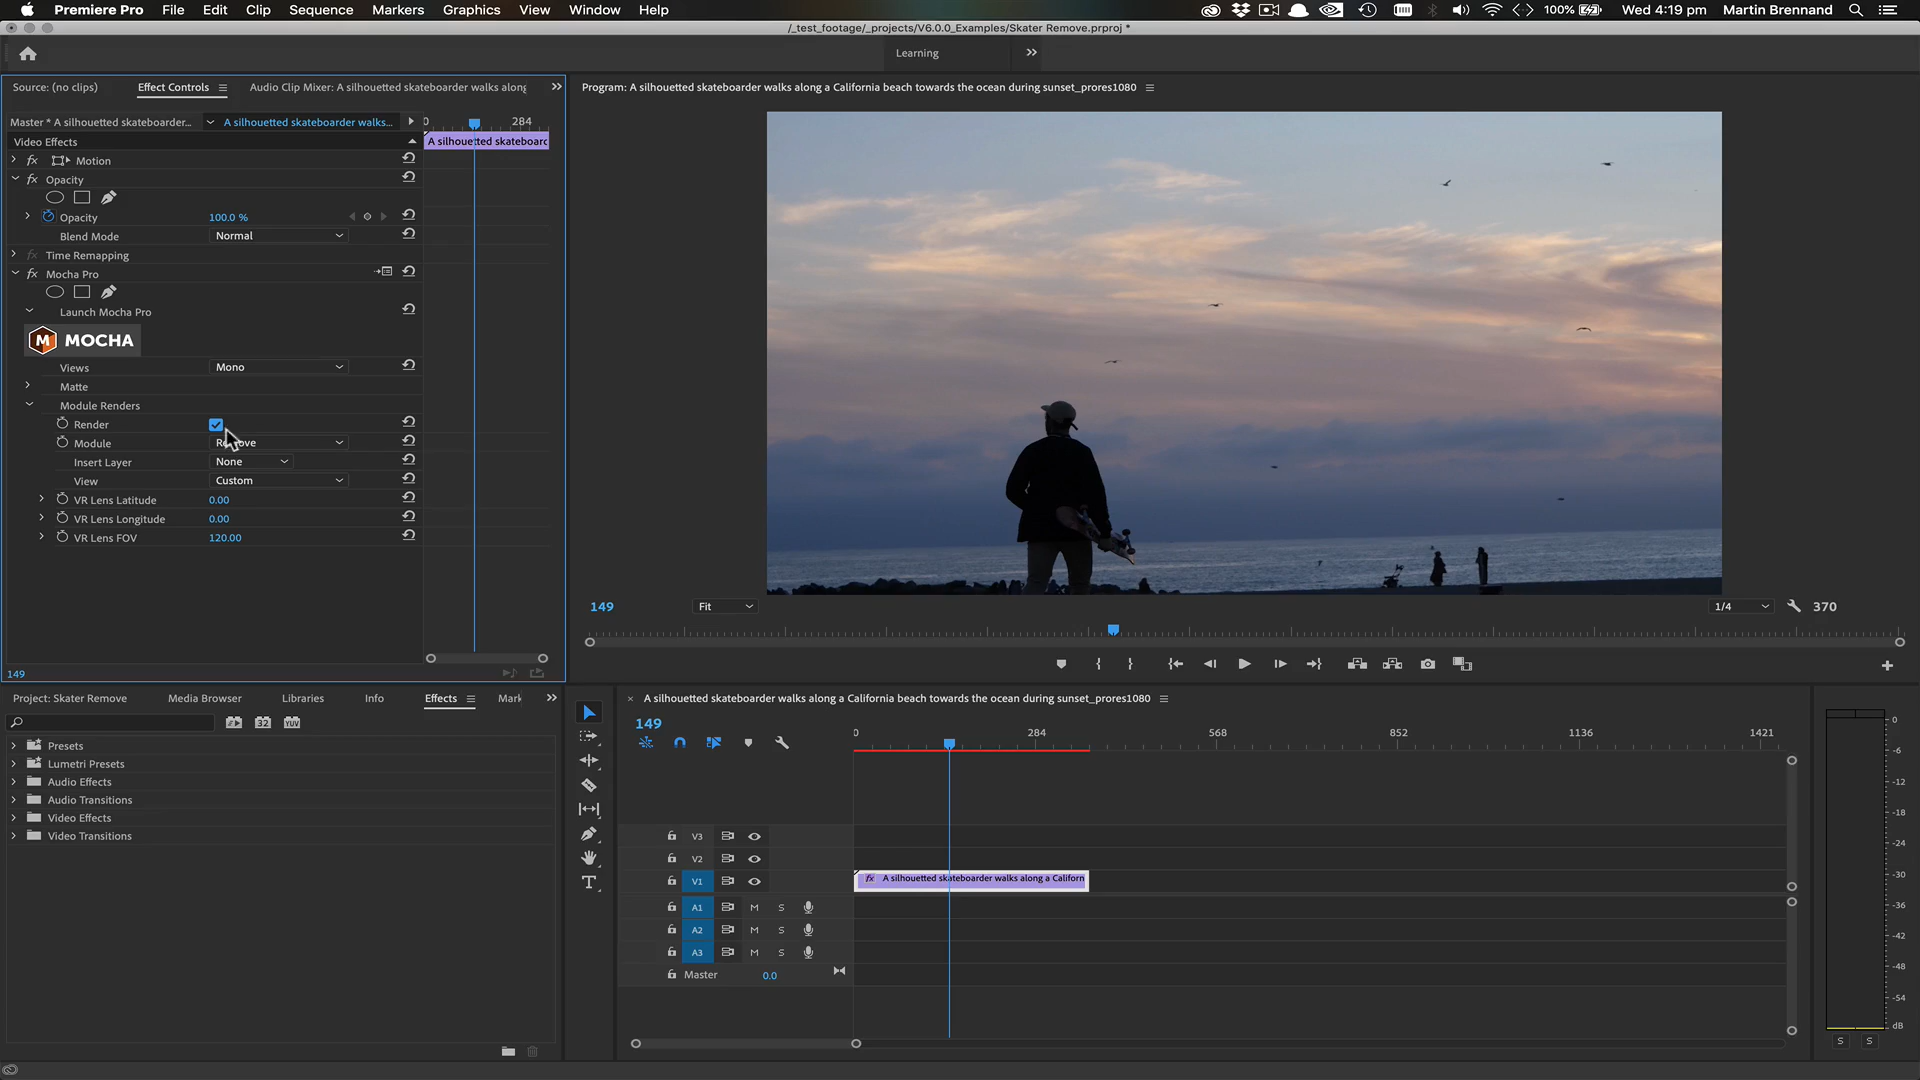 Premiere Pro File Edit Clip Sequence Markers Graphics View Window Help 100% Wed 4:19 pm Martin Brennand
/_test_footage/_projects/V6.0.0_Examples/Skater Remove.prproj *
Learning
Source: (no clips) Effect Controls Audio Clip Mixer: A silhouetted skateboarder walks along
Program: A silhouetted skateboarder walks along a California beach towards the ocean during sunset_prores1080
Master * A silhouetted skateboarder... A silhouetted skateboarder walks... 0 284
Video Effects A silhouetted skateboard
fx Motion
fx Opacity
Opacity 100.0 %
Blend Mode Normal
fx Time Remapping
fx Mocha Pro
Launch Mocha Pro
M MOCHA
Views Mono
Matte
Module Renders
Render
Module Remove
Insert Layer None
View Custom
VR Lens Latitude 0.00
VR Lens Longitude 0.00
VR Lens FOV 120.00
149 Fit 1/4 370
149
Project: Skater Remove Media Browser Libraries Info Effects Mark
32 YUV
Presets
Lumetri Presets
Audio Effects
Audio Transitions
Video Effects
Video Transitions
× A silhouetted skateboarder walks along a California beach towards the ocean during sunset_prores1080
149
0 284 568 852 1136 1421
V3
V2
V1 fx A silhouetted skateboarder walks along a Californ
A1 M S
A2 M S
A3 M S
Master 0.0
0
-6
-12
-18
-24
-30
-36
-42
-48
-54
dB
S S